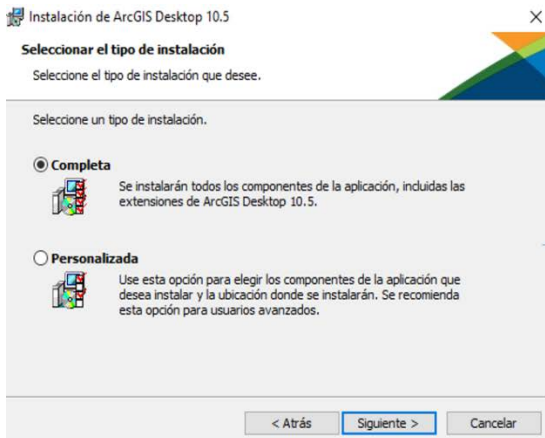 Instalación de ArcGIS Desktop 10.5
Seleccionar el tipo de instalación
Seleccione el tipo de instalación que desee.
Seleccione un tipo de instalación.
Completa
Se instalarán todos los componentes de la aplicación, incluidas las
extensiones de ArcGIS Desktop 10.5.
Personalizada
Use esta opción para elegir los componentes de la aplicación que
desea instalar y la ubicación donde se instalarán. Se recomienda
esta opción para usuarios avanzados.
< Atrás Siguiente > Cancelar